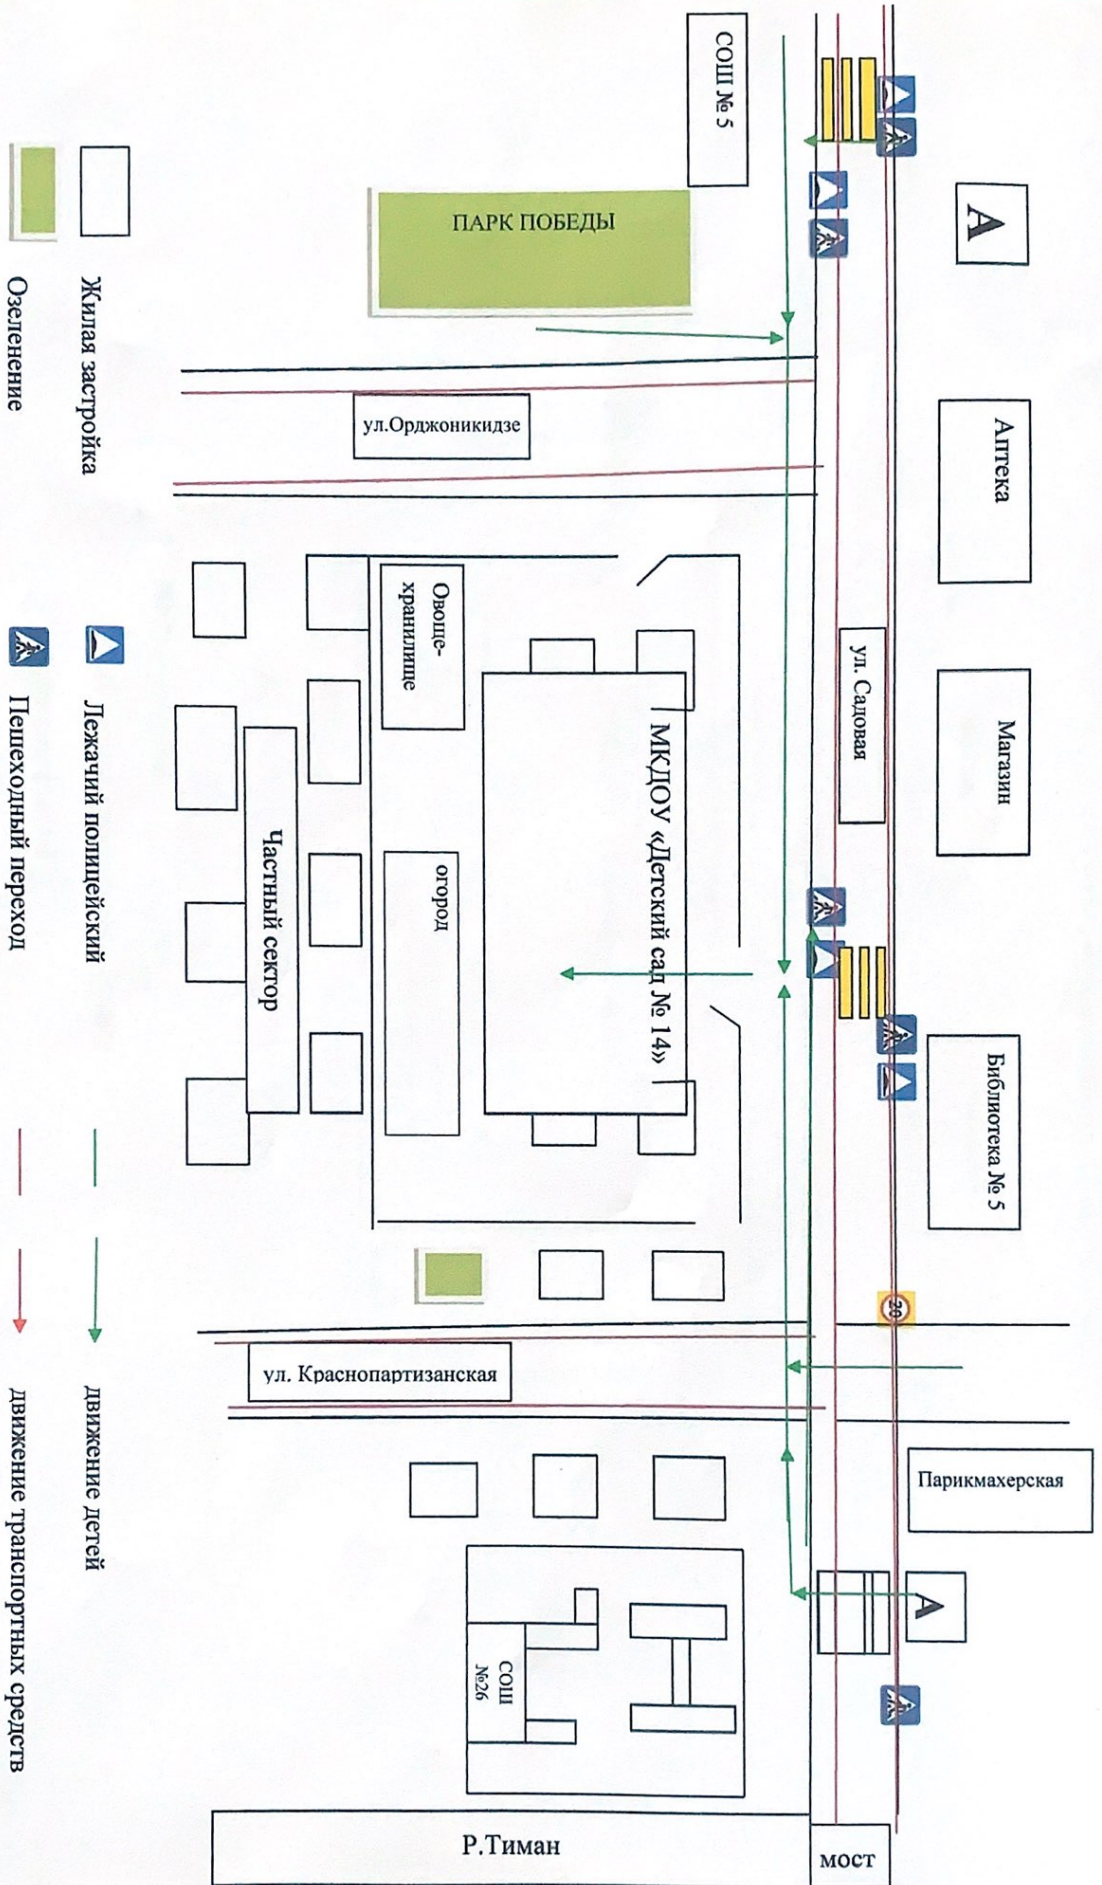 СОШ № 5
ПАРК ПОБЕДЫ
А
Аптека
ул.Орджоникидзе
Магазин
ул. Садовая
Овоще-
хранилище
МКДОУ «Детский сад № 14»
огород
Частный сектор
Библиотека № 5
20
ул. Краснопартизанская
Парикмахерская
А
СОШ
№26
Р.Тиман
мост
Жилая застройка
Озеленение
Лежачий полицейский
Пешеходный переход
движение детей
движение транспортных средств